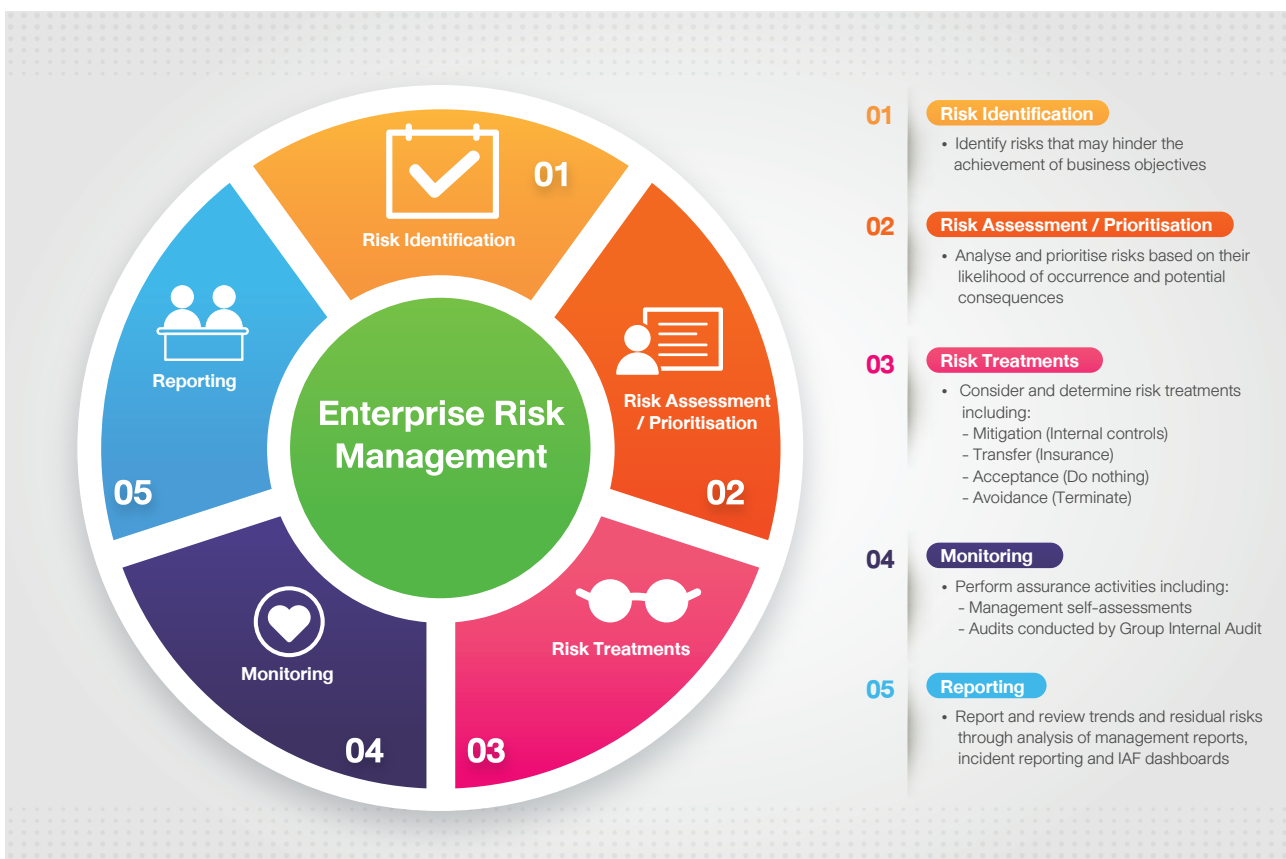 01
Risk Identification
Risk Assessment
/ Prioritisation
02
Risk Treatments
03
Monitoring
04
Reporting
05
Enterprise Risk
Management
01
Risk Identification
• Identify risks that may hinder the
achievement of business objectives
02
Risk Assessment / Prioritisation
• Analyse and prioritise risks based on their
likelihood of occurrence and potential
consequences
03
Risk Treatments
• Consider and determine risk treatments
including:
- Mitigation (Internal controls)
- Transfer (Insurance)
- Acceptance (Do nothing)
- Avoidance (Terminate)
04
Monitoring
• Perform assurance activities including:
- Management self-assessments
- Audits conducted by Group Internal Audit
05
Reporting
• Report and review trends and residual risks
through analysis of management reports,
incident reporting and IAF dashboards